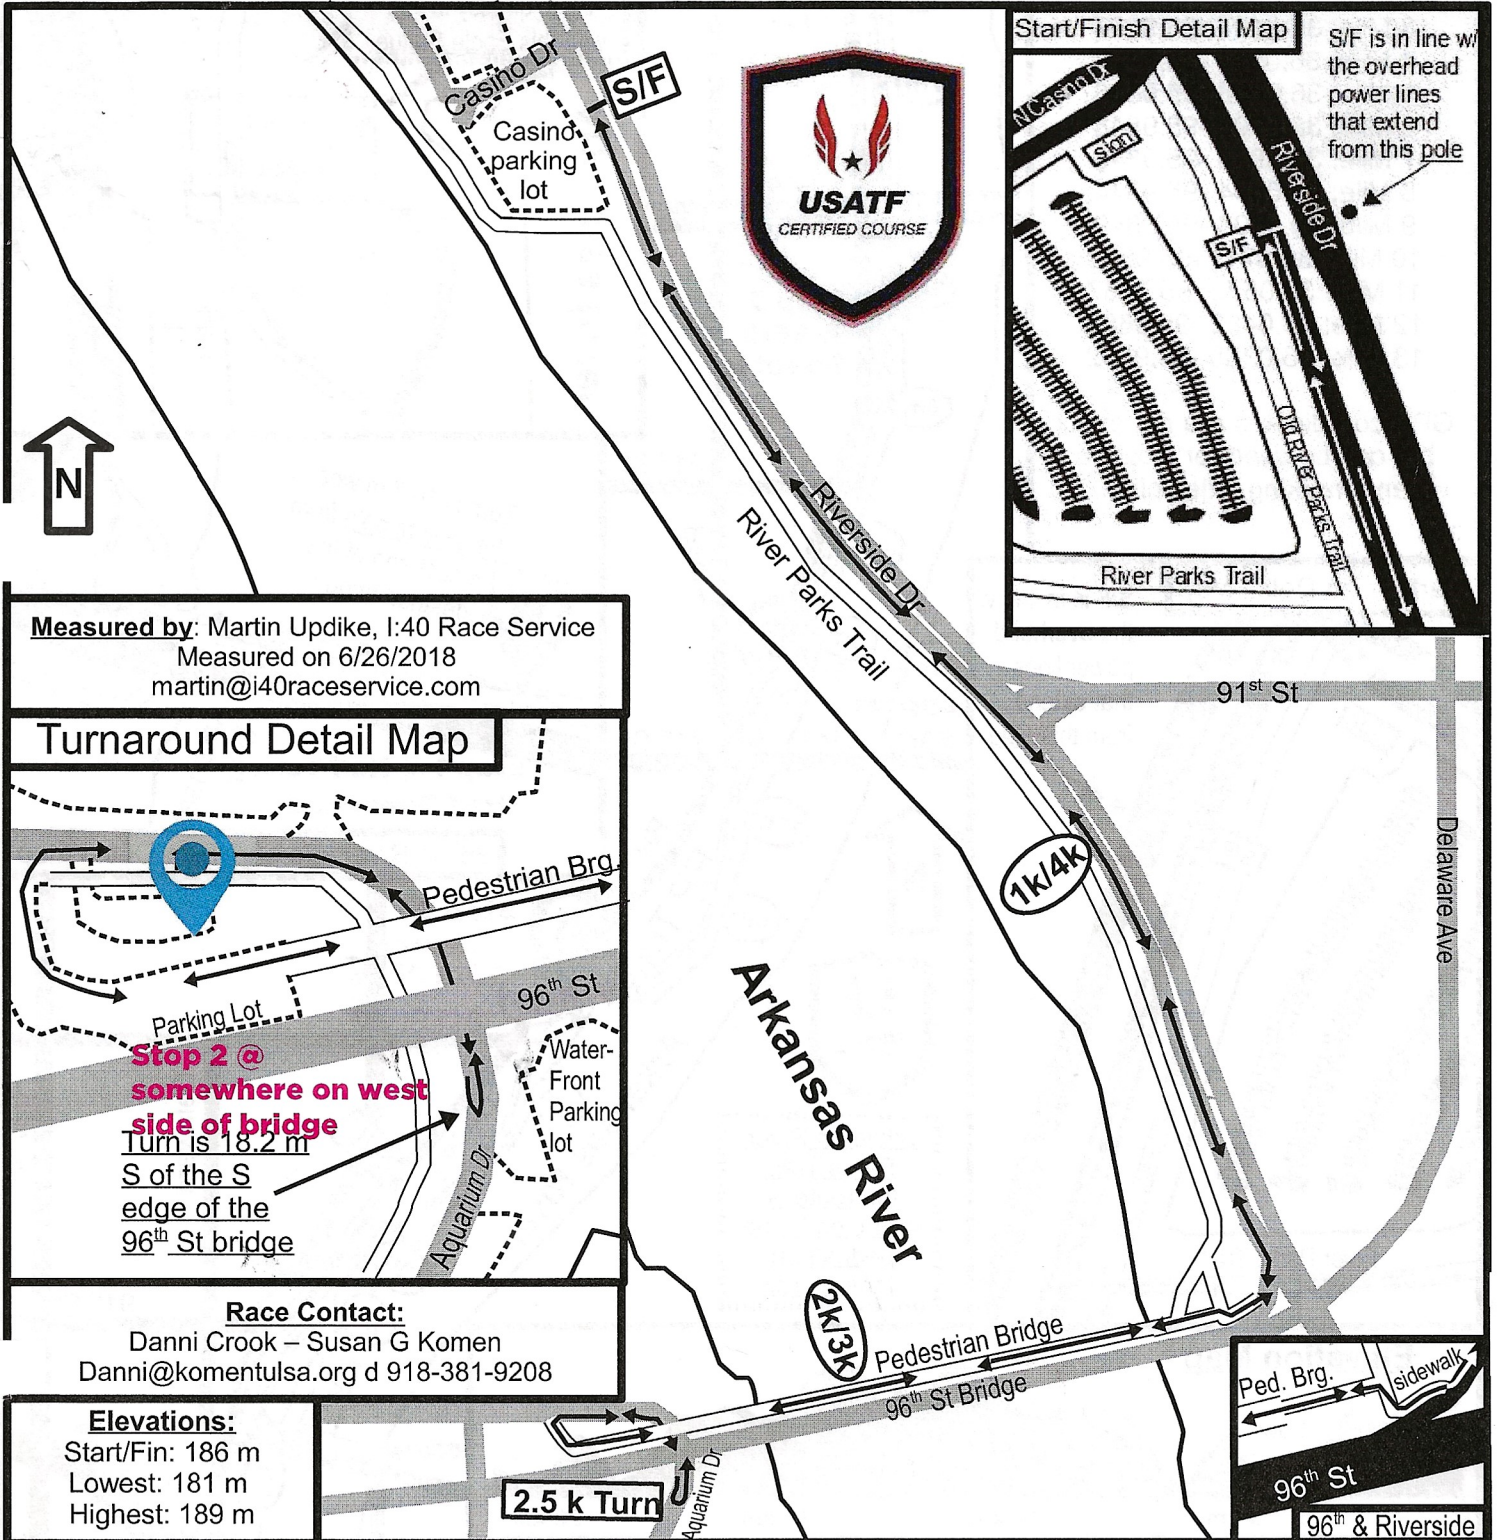 Casino Dr
S/F
Casino
parking
lot
USATF
CERTIFIED COURSE
Start/Finish Detail Map
S/F is in line w/
the overhead
power lines
that extend
from this pole
N Casno Dr
sign
Riverside Dr
S/F
Old River Parks Trail
River Parks Trail
N
Riverside Dr
River Parks Trail
91st St
Delaware Ave
1k/4k
Measured by: Martin Updike, I:40 Race Service
Measured on 6/26/2018
martin@i40raceservice.com
Turnaround Detail Map
Pedestrian Brg.
96th St
Parking Lot
Stop 2 @
somewhere on west
side of bridge
Water-
Front
Parking
lot
Turn is 18.2 m
S of the S
edge of the
96th St bridge
Aquarium Dr
Arkansas River
Race Contact:
Danni Crook – Susan G Komen
Danni@komentulsa.org d 918-381-9208
2k/3k
Pedestrian Bridge
96th St Bridge
Elevations:
Start/Fin: 186 m
Lowest: 181 m
Highest: 189 m
2.5 k Turn
Aquarium Dr
Ped. Brg.
sidewalk
96th St
96th & Riverside